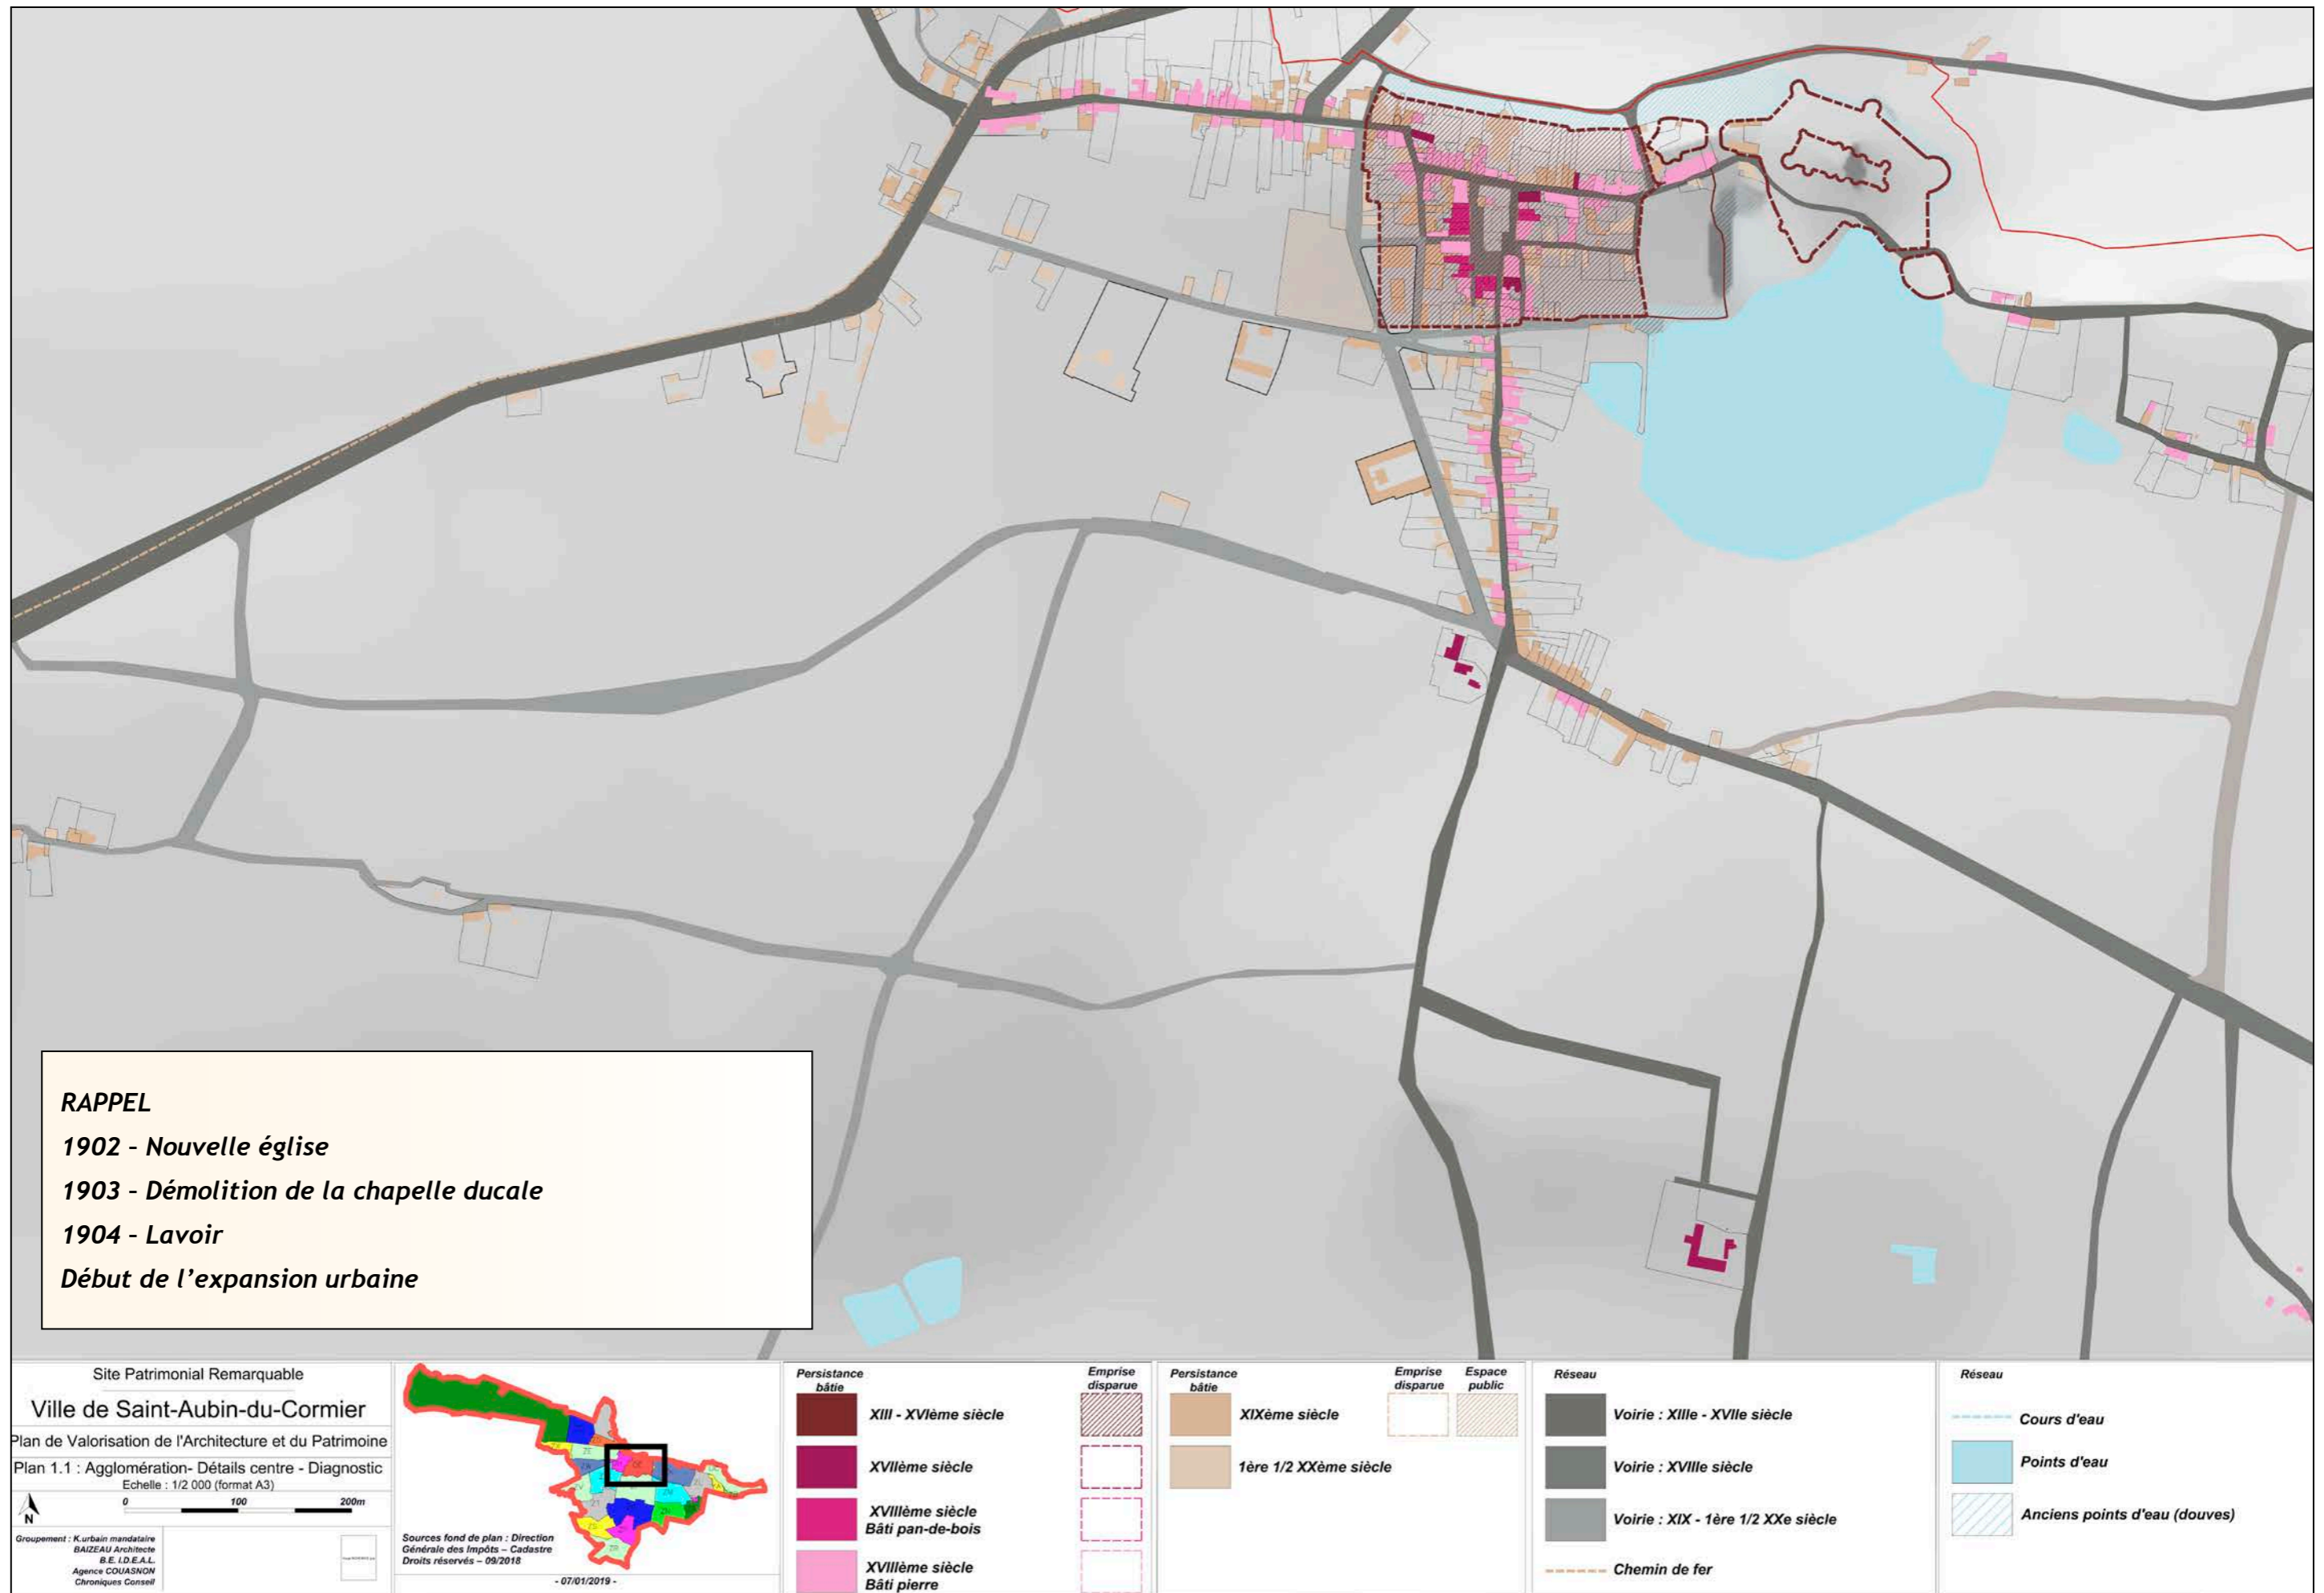 RAPPEL
1902 – Nouvelle église
1903 – Démolition de la chapelle ducale
1904 – Lavoir
Début de l'expansion urbaine
Site Patrimonial Remarquable
Ville de Saint-Aubin-du-Cormier
Plan de Valorisation de l'Architecture et du Patrimoine
Plan 1.1 : Agglomération- Détails centre - Diagnostic
Echelle : 1/2 000 (format A3)
0 100 200m
N
Groupement : K.urbain mandataire
BAIZEAU Architecte
B.E. I.D.E.A.L.
Agence COUASNON
Chroniques Conseil
Sources fond de plan : Direction
Générale des Impôts – Cadastre
Droits réservés – 09/2018
- 07/01/2019 -
Persistance
bâtie
Emprise
disparue
XIII - XVIème siècle
XVIIème siècle
XVIIIème siècle
Bâti pan-de-bois
XVIIIème siècle
Bâti pierre
Persistance
bâtie
Emprise
disparue
Espace
public
XIXème siècle
1ère 1/2 XXème siècle
Réseau
Voirie : XIIIe - XVIIe siècle
Voirie : XVIIIe siècle
Voirie : XIX - 1ère 1/2 XXe siècle
Chemin de fer
Réseau
Cours d'eau
Points d'eau
Anciens points d'eau (douves)